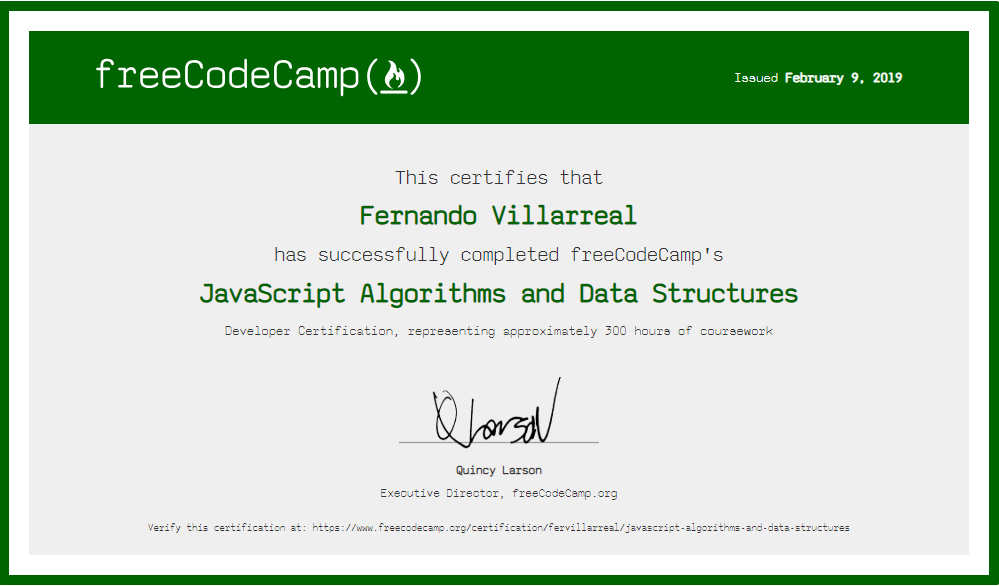 freeCodeCamp(🔥)
Issued February 9, 2019
This certifies that
Fernando Villarreal
has successfully completed freeCodeCamp's
JavaScript Algorithms and Data Structures
Developer Certification, representing approximately 300 hours of coursework
Q Larson
Quincy Larson
Executive Director, freeCodeCamp.org
Verify this certification at: https://www.freecodecamp.org/certification/fervillarreal/javascript-algorithms-and-data-structures